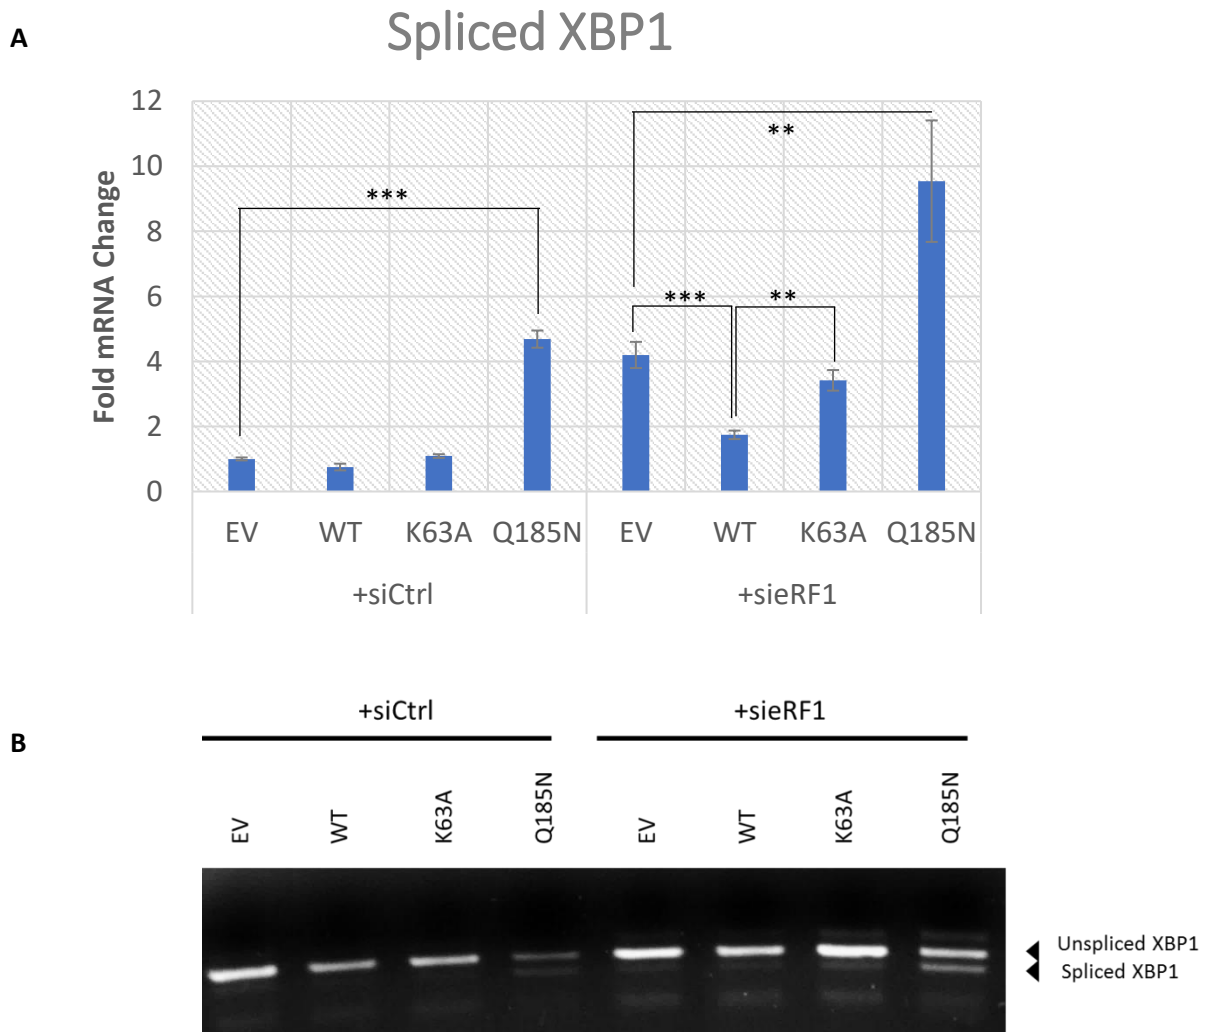 A
Spliced XBP1
Fold mRNA Change
12
10
8
6
4
2
0
***
**
***
**
EV WT K63A Q185N EV WT K63A Q185N
+siCtrl +sieRF1
B
+siCtrl +sieRF1
EV WT K63A Q185N EV WT K63A Q185N
Unspliced XBP1
Spliced XBP1